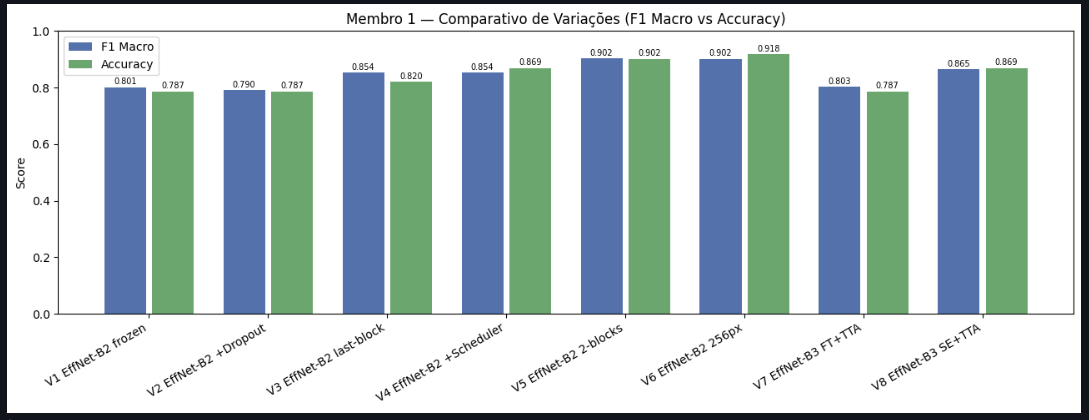 Membro 1 — Comparativo de Variações (F1 Macro vs Accuracy)
F1 Macro
Accuracy
Score
1.0
0.8
0.6
0.4
0.2
0.0
0.801 0.787
0.790 0.787
0.854 0.820
0.854 0.869
0.902 0.902
0.902 0.918
0.803 0.787
0.865 0.869
V1 EffNet-B2 frozen
V2 EffNet-B2 +Dropout
V3 EffNet-B2 last-block
V4 EffNet-B2 +Scheduler
V5 EffNet-B2 2-blocks
V6 EffNet-B2 256px
V7 EffNet-B3 FT+TTA
V8 EffNet-B3 SE+TTA